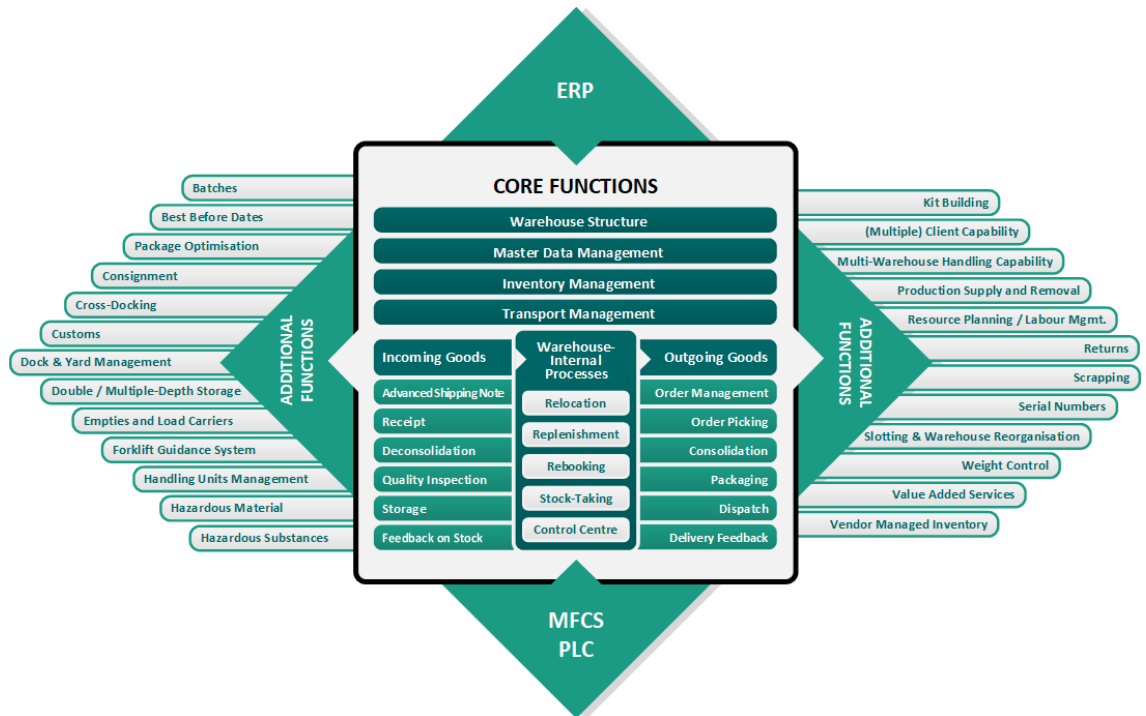 ERP
CORE FUNCTIONS
Warehouse Structure
Master Data Management
Inventory Management
Transport Management
Incoming Goods
Advanced Shipping Note
Receipt
Deconsolidation
Quality Inspection
Storage
Feedback on Stock
Warehouse-
Internal
Processes
Relocation
Replenishment
Rebooking
Stock-Taking
Control Centre
Outgoing Goods
Order Management
Order Picking
Consolidation
Packaging
Dispatch
Delivery Feedback
ADDITIONAL
FUNCTIONS
Batches
Best Before Dates
Package Optimisation
Consignment
Cross-Docking
Customs
Dock & Yard Management
Double / Multiple-Depth Storage
Empties and Load Carriers
Forklift Guidance System
Handling Units Management
Hazardous Material
Hazardous Substances
ADDITIONAL
FUNCTIONS
Kit Building
(Multiple) Client Capability
Multi-Warehouse Handling Capability
Production Supply and Removal
Resource Planning / Labour Mgmt.
Returns
Scrapping
Serial Numbers
Slotting & Warehouse Reorganisation
Weight Control
Value Added Services
Vendor Managed Inventory
MFCS
PLC